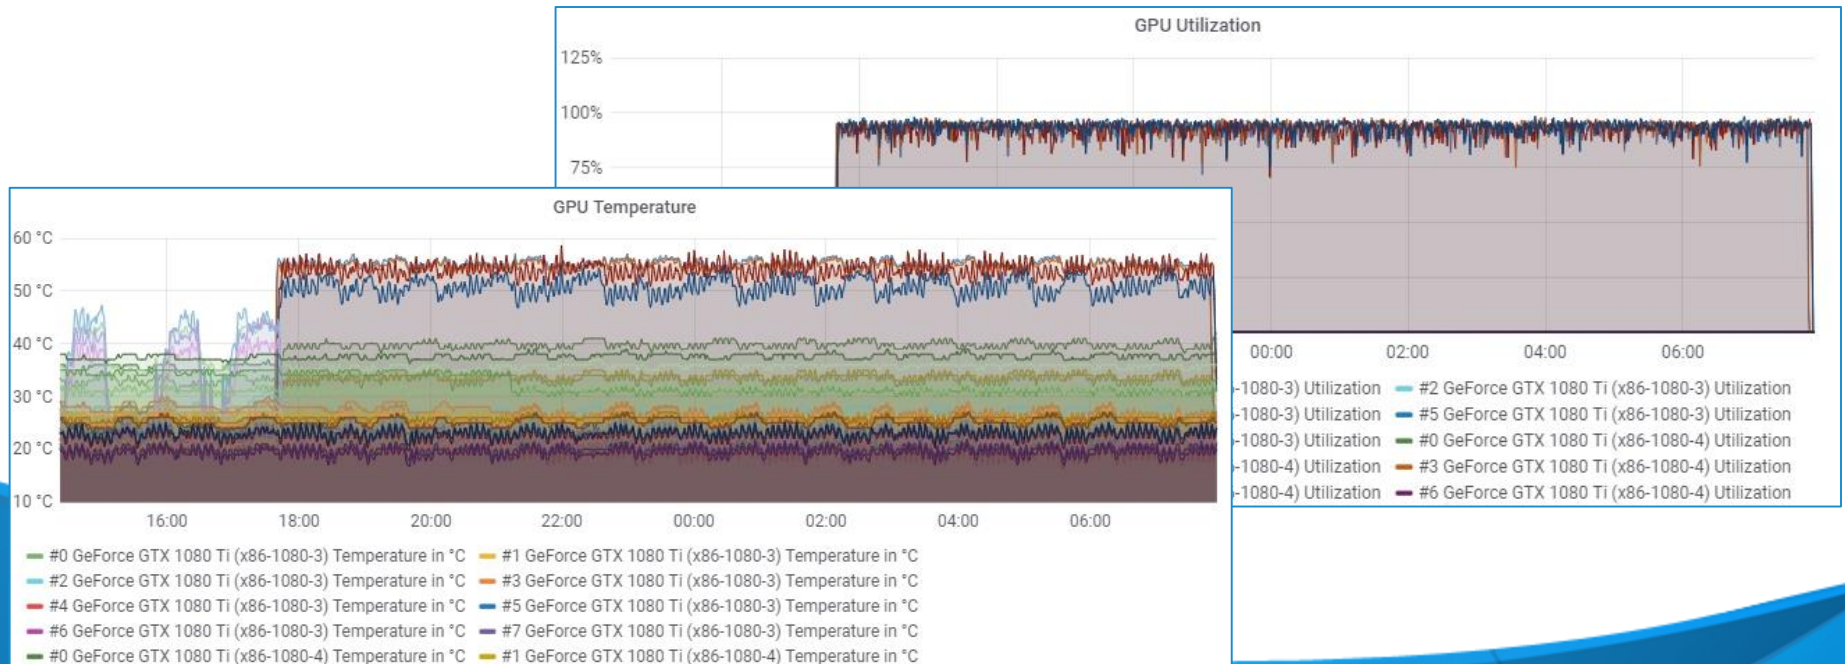 GPU Utilization
125%
100%
75%
00:00 02:00 04:00 06:00
-1080-3) Utilization #2 GeForce GTX 1080 Ti (x86-1080-3) Utilization
-1080-3) Utilization #5 GeForce GTX 1080 Ti (x86-1080-3) Utilization
-1080-3) Utilization #0 GeForce GTX 1080 Ti (x86-1080-4) Utilization
-1080-4) Utilization #3 GeForce GTX 1080 Ti (x86-1080-4) Utilization
-1080-4) Utilization #6 GeForce GTX 1080 Ti (x86-1080-4) Utilization
GPU Temperature
60 °C
50 °C
40 °C
30 °C
20 °C
10 °C
16:00 18:00 20:00 22:00 00:00 02:00 04:00 06:00
#0 GeForce GTX 1080 Ti (x86-1080-3) Temperature in °C #1 GeForce GTX 1080 Ti (x86-1080-3) Temperature in °C
#2 GeForce GTX 1080 Ti (x86-1080-3) Temperature in °C #3 GeForce GTX 1080 Ti (x86-1080-3) Temperature in °C
#4 GeForce GTX 1080 Ti (x86-1080-3) Temperature in °C #5 GeForce GTX 1080 Ti (x86-1080-3) Temperature in °C
#6 GeForce GTX 1080 Ti (x86-1080-3) Temperature in °C #7 GeForce GTX 1080 Ti (x86-1080-3) Temperature in °C
#0 GeForce GTX 1080 Ti (x86-1080-4) Temperature in °C #1 GeForce GTX 1080 Ti (x86-1080-4) Temperature in °C